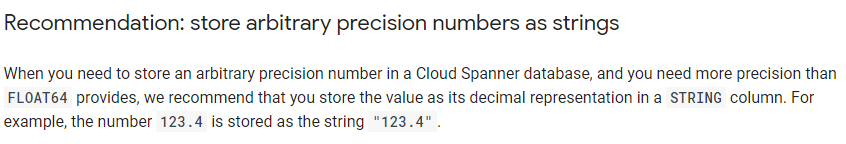 Recommendation: store arbitrary precision numbers as strings
When you need to store an arbitrary precision number in a Cloud Spanner database, and you need more precision than
FLOAT64 provides, we recommend that you store the value as its decimal representation in a STRING column. For
example, the number 123.4 is stored as the string "123.4" .